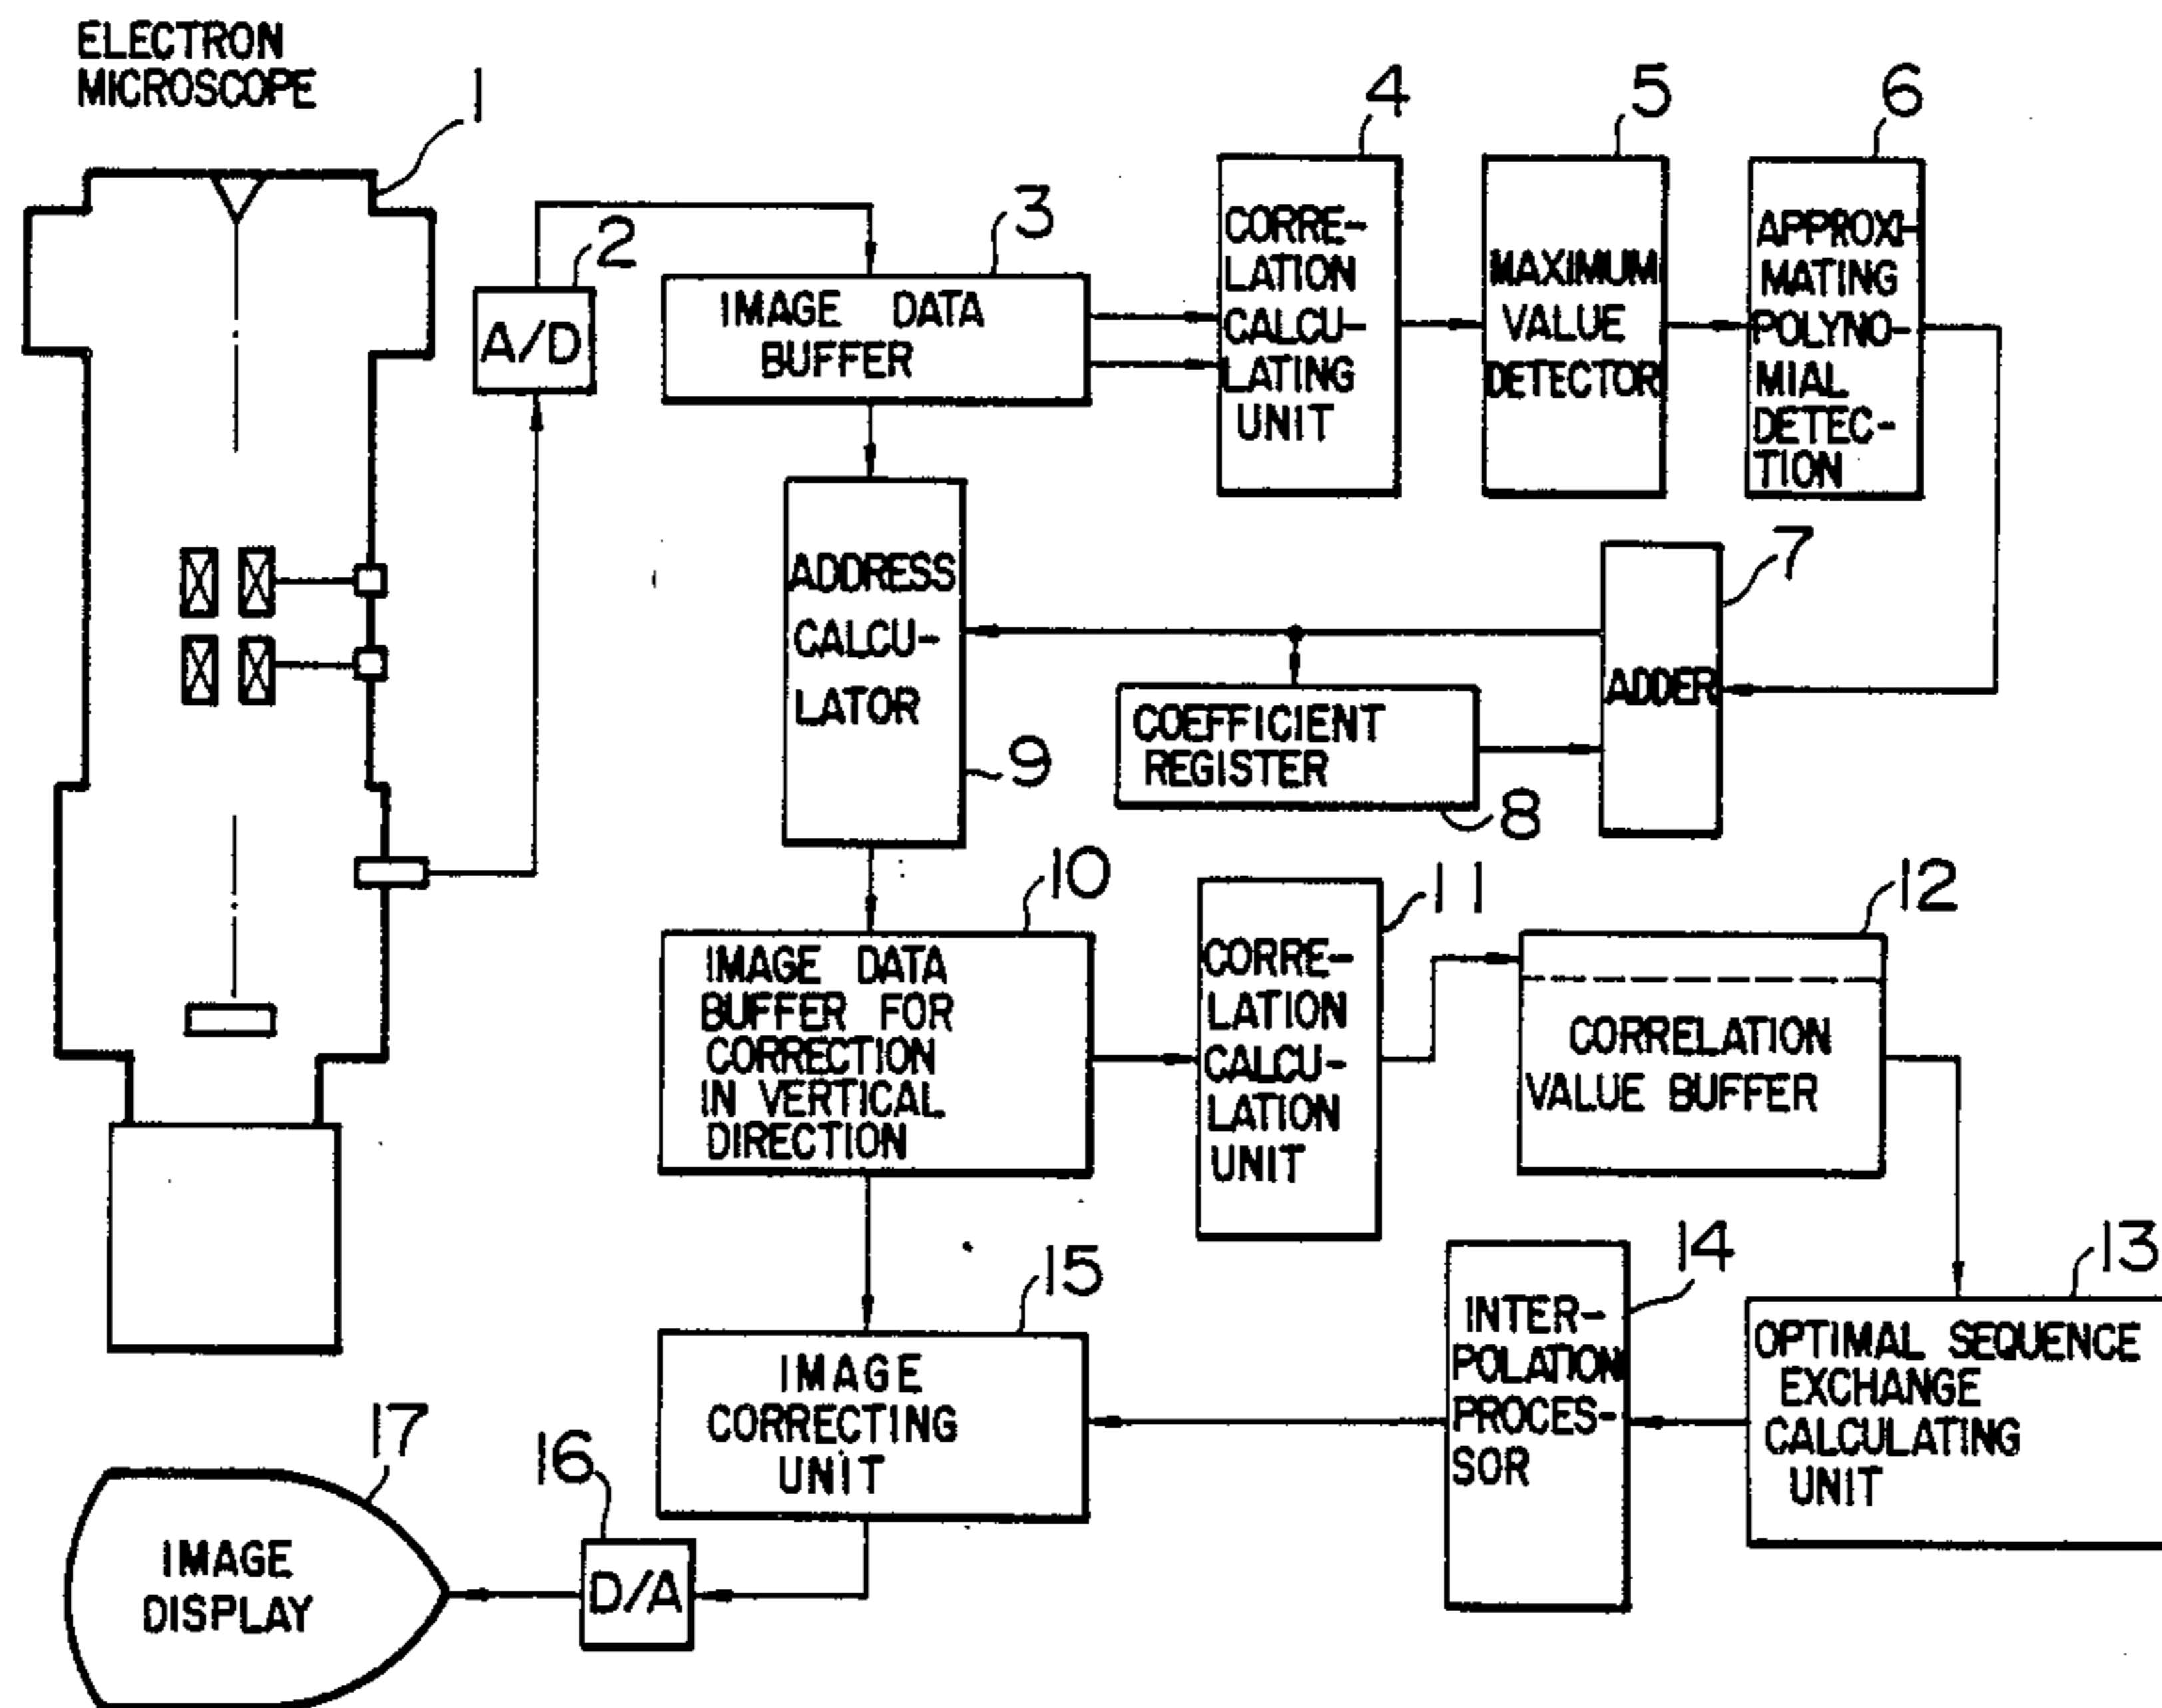 ELECTRON
MICROSCOPE
1
2
A/D
3
IMAGE DATA
BUFFER
4
CORRE-
LATION
CALCU-
LATING
UNIT
5
MAXIMUM
VALUE
DETECTOR
6
APPROXI-
MATING
POLYNO-
MIAL
DETEC-
TION
7
ADDER
COEFFICIENT
REGISTER
8
ADDRESS
CALCU-
LATOR
9
10
IMAGE DATA
BUFFER FOR
CORRECTION
IN VERTICAL
DIRECTION
11
CORRE-
LATION
CALCU-
LATION
UNIT
12
CORRELATION
VALUE BUFFER
13
OPTIMAL SEQUENCE
EXCHANGE
CALCULATING
UNIT
14
INTER-
POLATION
PROCES-
SOR
15
IMAGE
CORRECTING
UNIT
16
D/A
17
IMAGE
DISPLAY